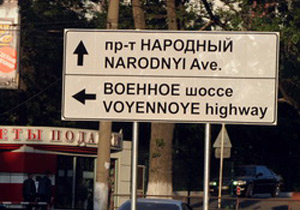 пр-т НАРОДНЫЙ
NARODNYI Ave.
ВОЕННОЕ шоссе
VOYENNOYE highway
ЕТЫ ПОДА